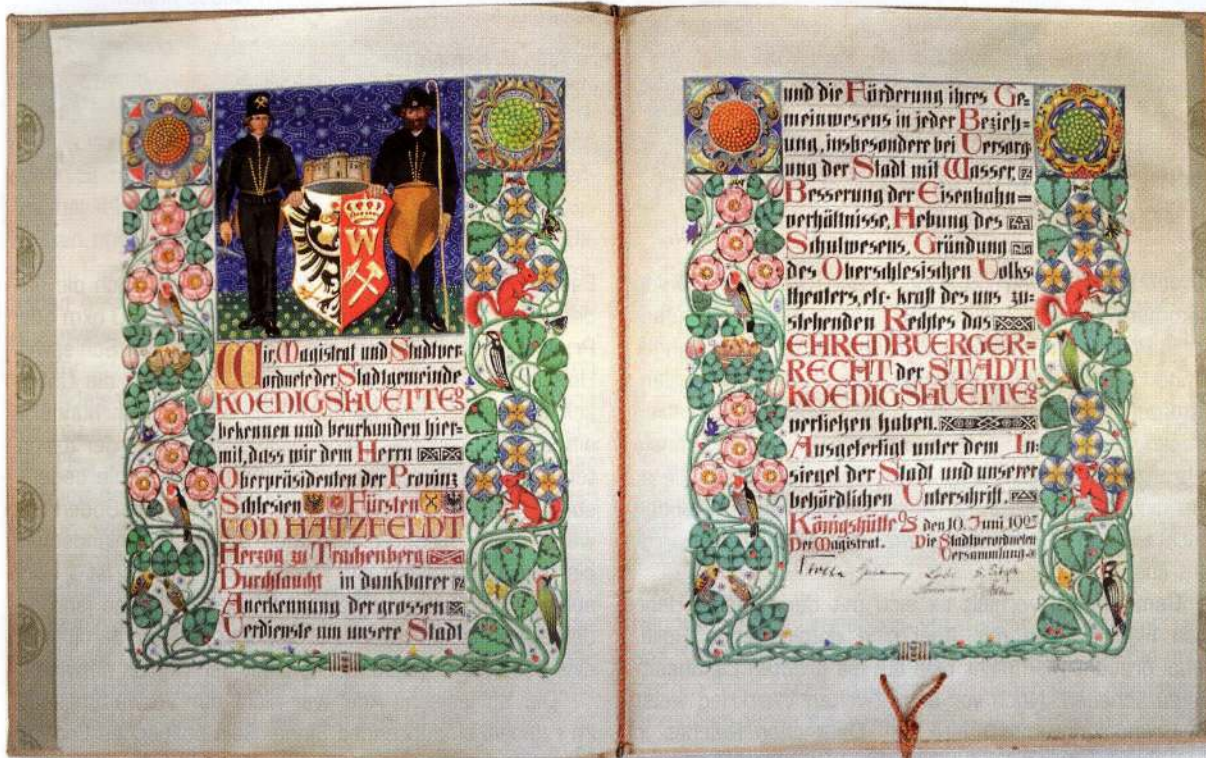 W
Wir, Magistrat und Stadtver
ordnete der Stadtgemeinde
KOENIGSHUETTE O/S
bekennen und beurkunden hier=
mit, dass wir dem Herrn
Oberpräsidenten der Provinz
Schlesien Fürsten
VON HATZFELDT
Herzog zu Trachenberg
Durchlaucht in dankbarer
Anerkennung der grossen
Verdienste um unsere Stadt
und die Förderung ihres Ge=
meinwesens in jeder Bezieh=
ung, insbesondere bei Versorg
ung der Stadt mit Wasser,
Besserung der Eisenbahn=
verhältnisse, Hebung des
Schulwesens, Gründung
des Oberschlesischen Volks=
theaters, etc. kraft des uns zu=
stehenden Rechtes das
EHRENBUERGER=
RECHT der STADT
KOENIGSHUETTE O/S
verliehen haben.
Ausgefertigt unter dem In=
siegel der Stadt und unserer
behördlichen Unterschrift.
Königshütte O/S den 10. Juni
Der Magistrat. Die Stadtverordneten
Versammlung